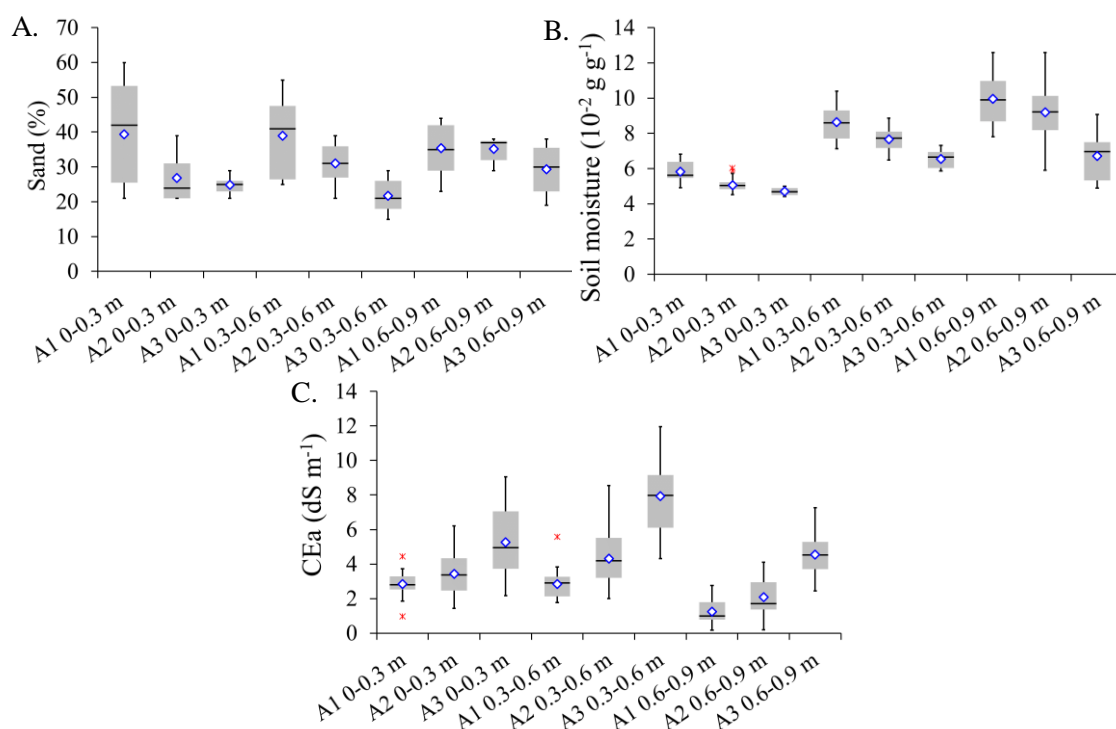 A.
Sand (%)
70
60
50
40
30
20
10
0
A1 0–0.3 m
A2 0–0.3 m
A3 0–0.3 m
A1 0.3–0.6 m
A2 0.3–0.6 m
A3 0.3–0.6 m
A1 0.6–0.9 m
A2 0.6–0.9 m
A3 0.6–0.9 m
B.
Soil moisture (10⁻² g g⁻¹)
14
12
10
8
6
4
2
0
A1 0–0.3 m
A2 0–0.3 m
A3 0–0.3 m
A1 0.3–0.6 m
A2 0.3–0.6 m
A3 0.3–0.6 m
A1 0.6–0.9 m
A2 0.6–0.9 m
A3 0.6–0.9 m
C.
CEa (dS m⁻¹)
14
12
10
8
6
4
2
0
A1 0–0.3 m
A2 0–0.3 m
A3 0–0.3 m
A1 0.3–0.6 m
A2 0.3–0.6 m
A3 0.3–0.6 m
A1 0.6–0.9 m
A2 0.6–0.9 m
A3 0.6–0.9 m